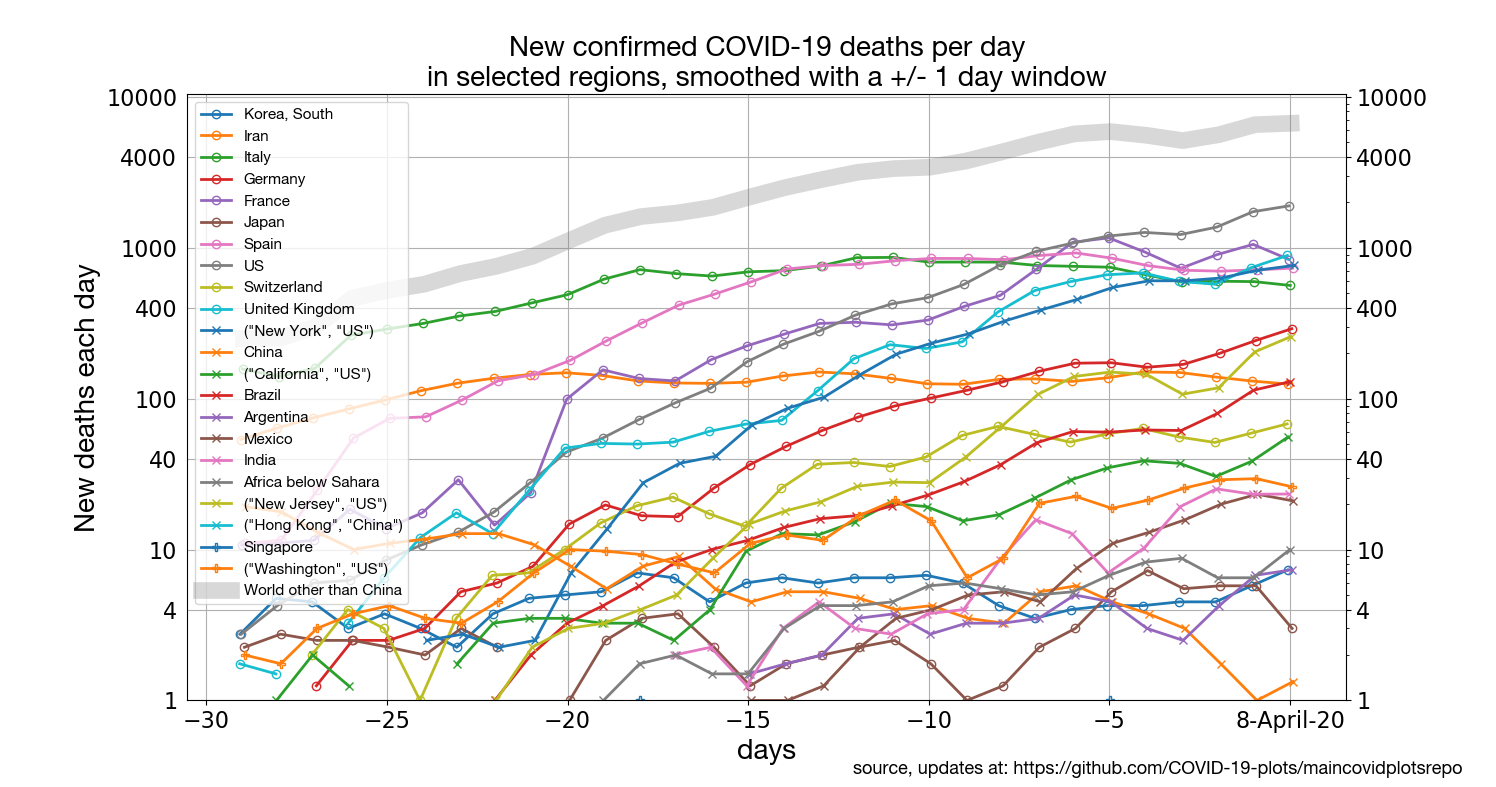 New confirmed COVID-19 deaths per day
in selected regions, smoothed with a +/- 1 day window
New deaths each day
10000
4000
1000
400
100
40
10
4
1
Korea, South
Iran
Italy
Germany
France
Japan
Spain
US
Switzerland
United Kingdom
("New York", "US")
China
("California", "US")
Brazil
Argentina
Mexico
India
Africa below Sahara
("New Jersey", "US")
("Hong Kong", "China")
Singapore
("Washington", "US")
World other than China
10000
4000
1000
400
100
40
10
4
1
−30 −25 −20 −15 −10 −5 8-April-20
days
source, updates at: https://github.com/COVID-19-plots/maincovidplotsrepo